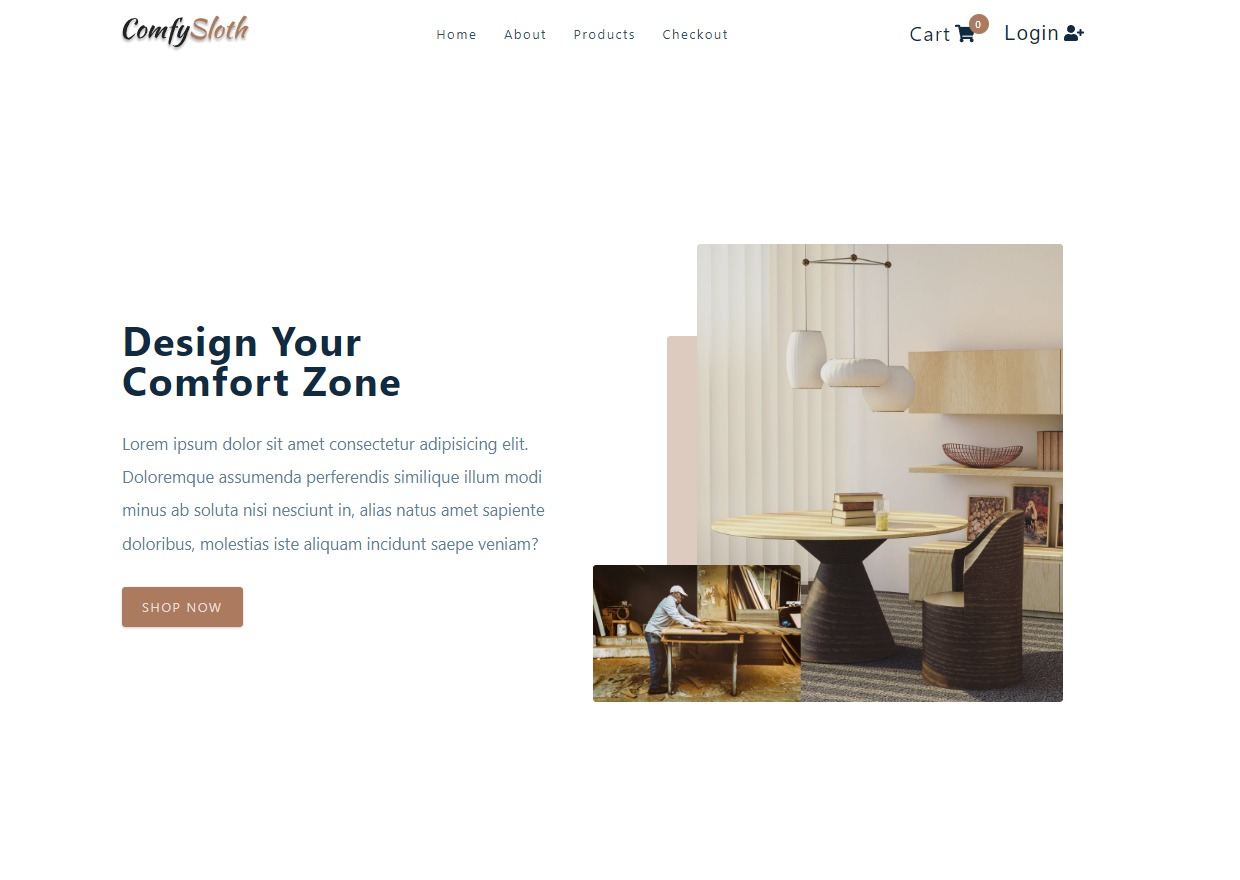 ComfySloth
Home About Products Checkout
Cart 0 Login
Design Your
Comfort Zone
Lorem ipsum dolor sit amet consectetur adipisicing elit.
Doloremque assumenda perferendis similique illum modi
minus ab soluta nisi nesciunt in, alias natus amet sapiente
doloribus, molestias iste aliquam incidunt saepe veniam?
SHOP NOW